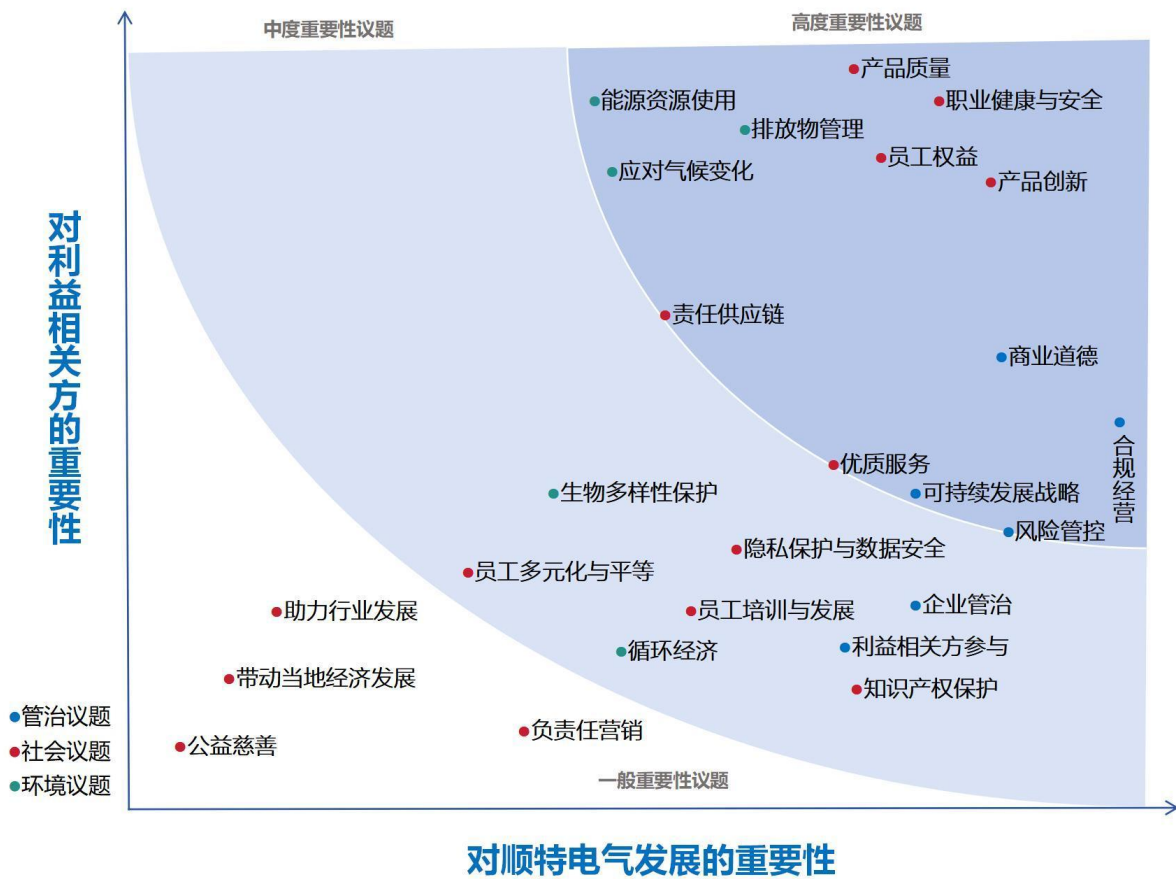 中度重要性议题
高度重要性议题
产品质量
能源资源使用
职业健康与安全
排放物管理
员工权益
应对气候变化
产品创新
对利益相关方的重要性
责任供应链
商业道德
合规经营
优质服务
生物多样性保护
可持续发展战略
风险管控
隐私保护与数据安全
员工多元化与平等
助力行业发展
员工培训与发展
企业管治
循环经济
利益相关方参与
带动当地经济发展
知识产权保护
管治议题
负责任营销
社会议题
公益慈善
一般重要性议题
环境议题
对顺特电气发展的重要性